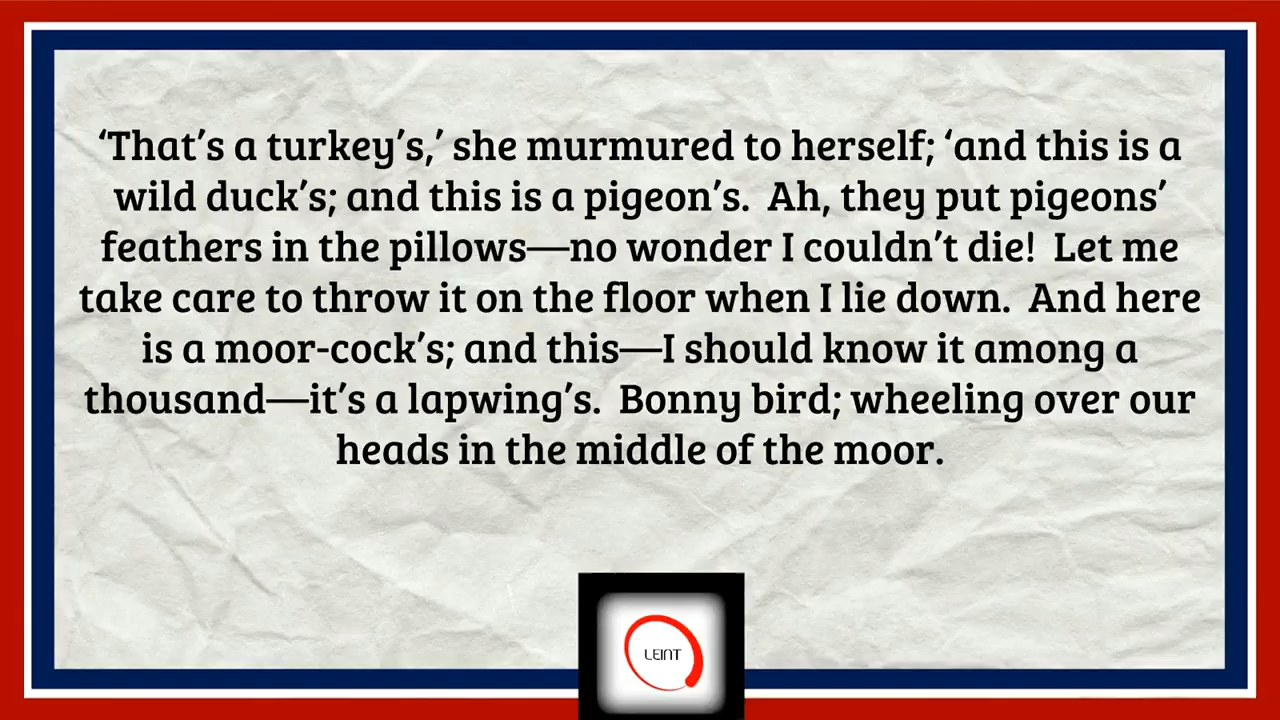 ‘That’s a turkey’s,’ she murmured to herself; ‘and this is a
wild duck’s; and this is a pigeon’s.  Ah, they put pigeons’
feathers in the pillows—no wonder I couldn’t die!  Let me
take care to throw it on the floor when I lie down.  And here
is a moor-cock’s; and this—I should know it among a
thousand—it’s a lapwing’s.  Bonny bird; wheeling over our
heads in the middle of the moor.
LEINT